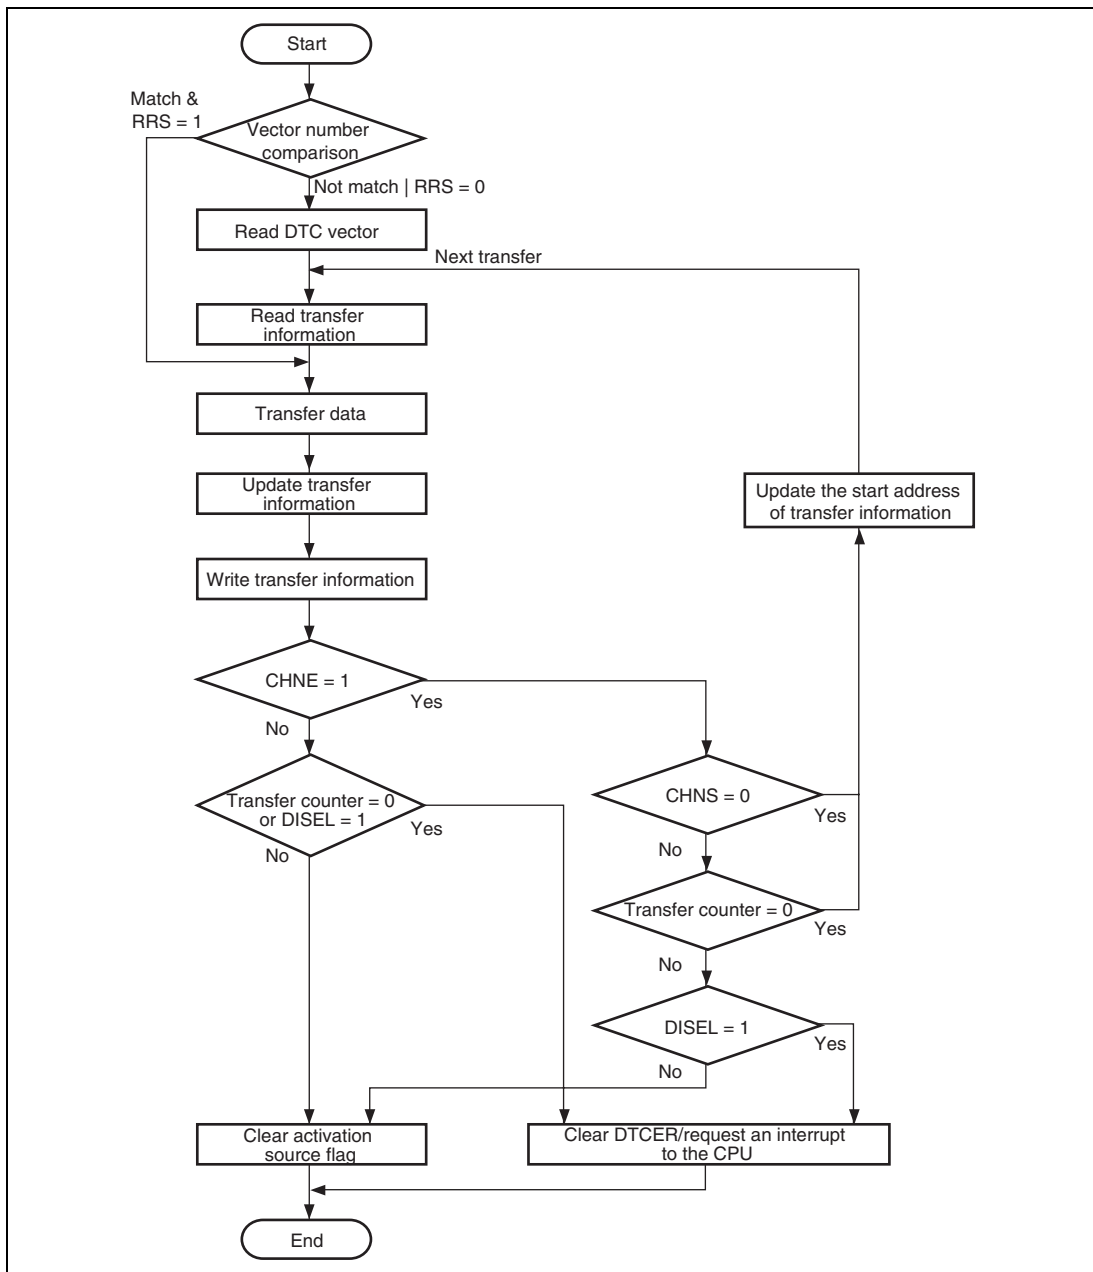 Start
Match &
RRS = 1
Vector number
comparison
Not match | RRS = 0
Read DTC vector
Next transfer
Read transfer
information
Transfer data
Update transfer
information
Update the start address
of transfer information
Write transfer information
CHNE = 1
Yes
No
Transfer counter = 0
or DISEL = 1
Yes
No
CHNS = 0
Yes
No
Transfer counter = 0
Yes
No
DISEL = 1
Yes
No
Clear activation
source flag
Clear DTCER/request an interrupt
to the CPU
End